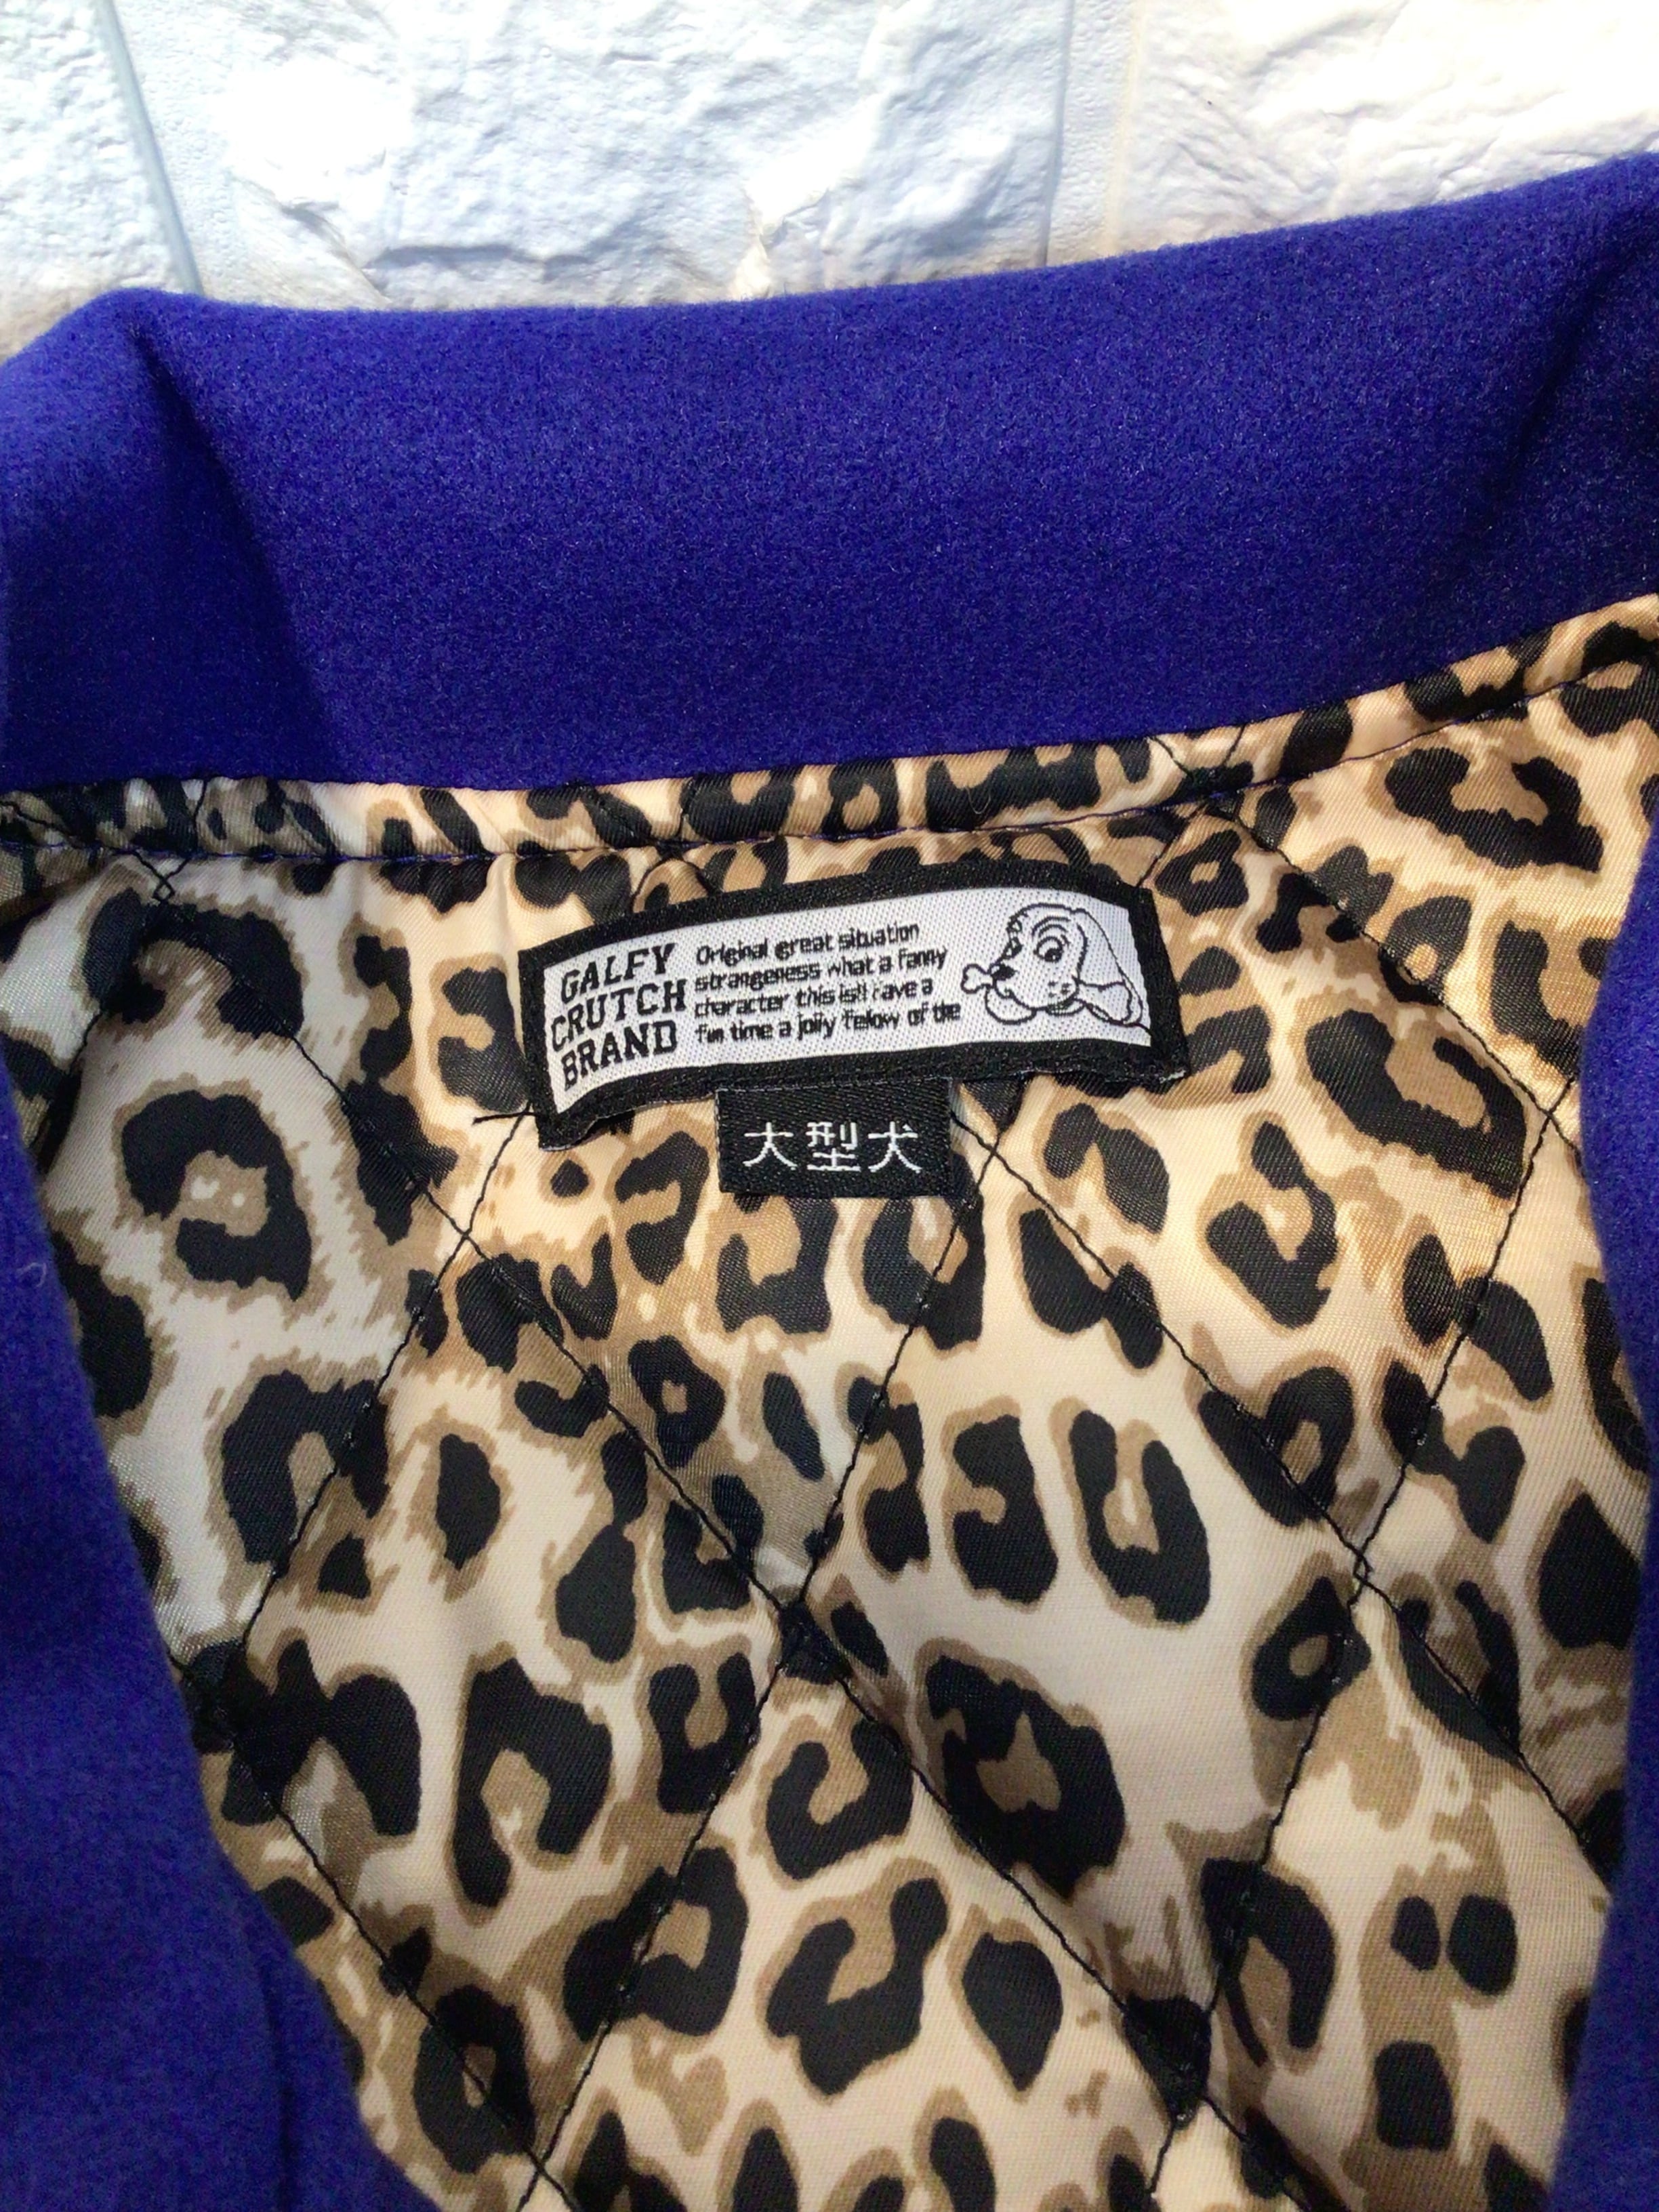 GALFY
CRUTCH
BRAND
Original great situation
strangeness what a fanny
character this is!! ave a
fun time a jolly fellow of the
大型犬